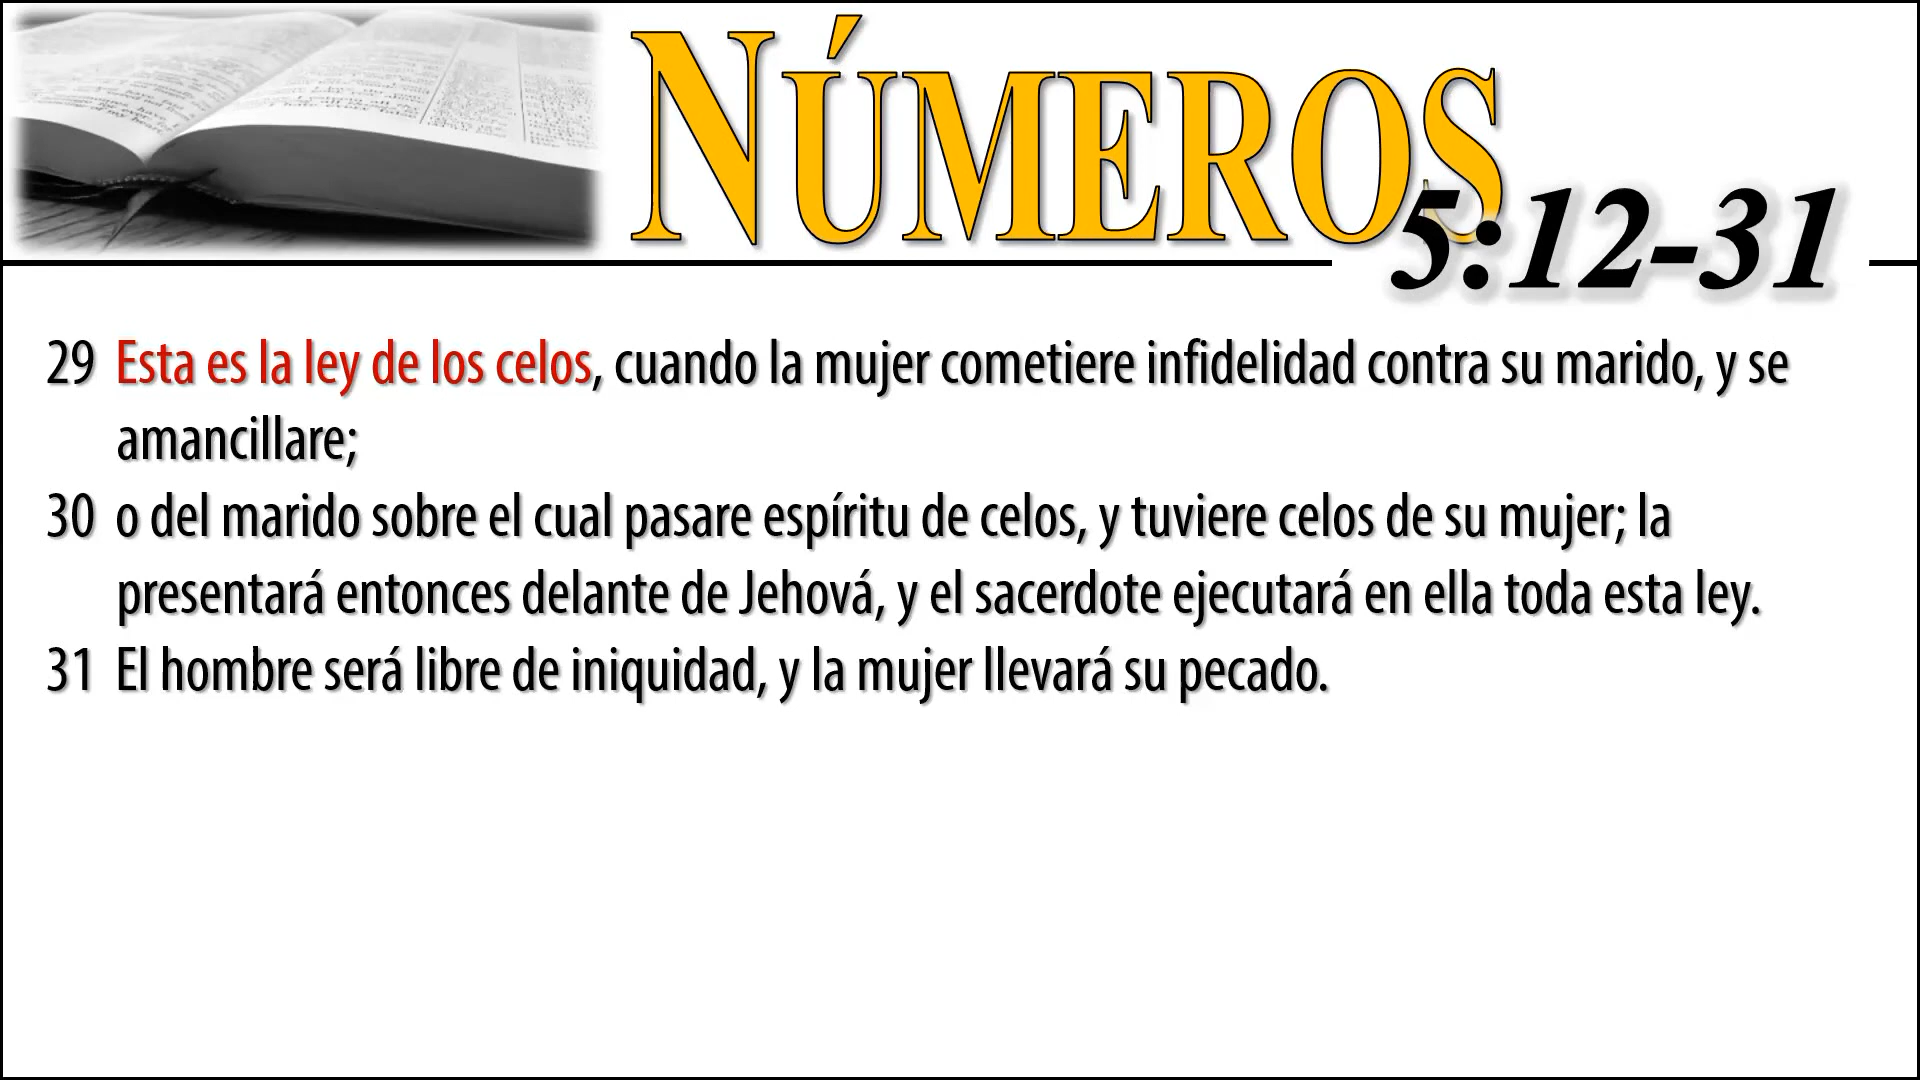 NÚMEROS
5:12-31
29 Esta es la ley de los celos, cuando la mujer cometiere infidelidad contra su marido, y se
amancillare;
30 o del marido sobre el cual pasare espíritu de celos, y tuviere celos de su mujer; la
presentará entonces delante de Jehová, y el sacerdote ejecutará en ella toda esta ley.
31 El hombre será libre de iniquidad, y la mujer llevará su pecado.